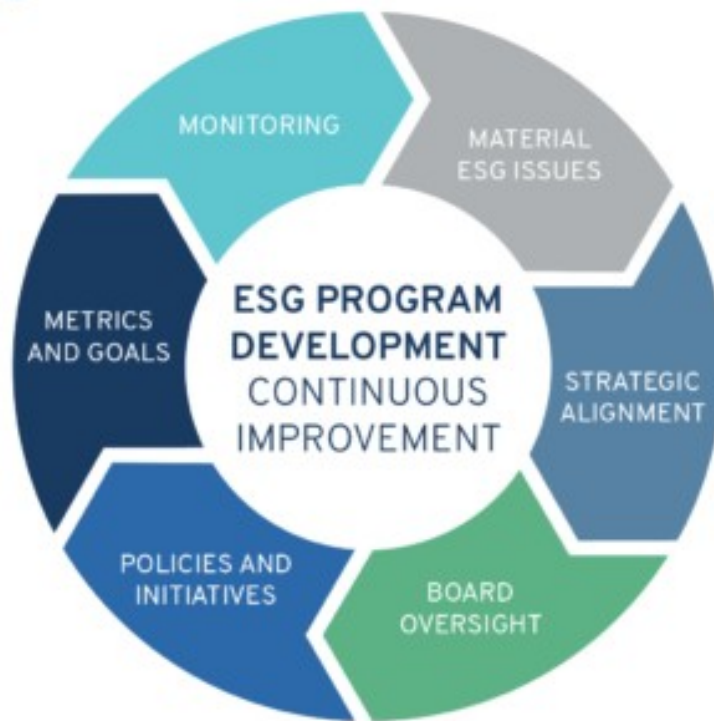 MONITORING
MATERIAL
ESG ISSUES
STRATEGIC
ALIGNMENT
BOARD
OVERSIGHT
POLICIES AND
INITIATIVES
METRICS
AND GOALS
ESG PROGRAM
DEVELOPMENT
CONTINUOUS
IMPROVEMENT